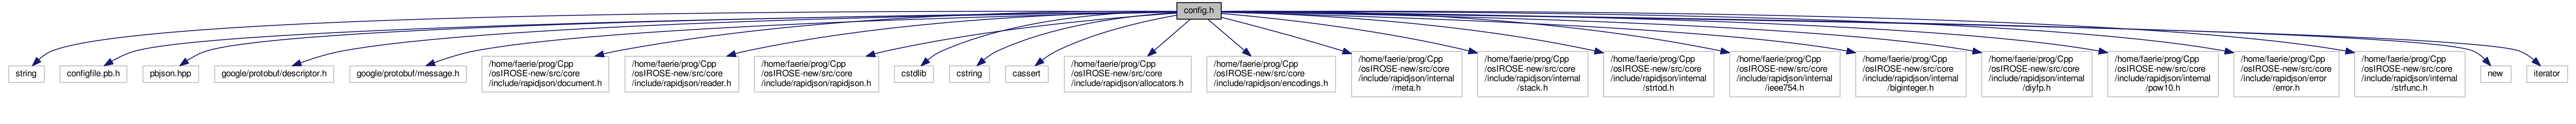 config.h
string
configfile.pb.h
pbjson.hpp
google/protobuf/descriptor.h
google/protobuf/message.h
/home/faerie/prog/Cpp
/osIROSE-new/src/core
/include/rapidjson/document.h
/home/faerie/prog/Cpp
/osIROSE-new/src/core
/include/rapidjson/reader.h
/home/faerie/prog/Cpp
/osIROSE-new/src/core
/include/rapidjson/rapidjson.h
cstdlib
cstring
cassert
/home/faerie/prog/Cpp
/osIROSE-new/src/core
/include/rapidjson/allocators.h
/home/faerie/prog/Cpp
/osIROSE-new/src/core
/include/rapidjson/encodings.h
/home/faerie/prog/Cpp
/osIROSE-new/src/core
/include/rapidjson/internal
/meta.h
/home/faerie/prog/Cpp
/osIROSE-new/src/core
/include/rapidjson/internal
/stack.h
/home/faerie/prog/Cpp
/osIROSE-new/src/core
/include/rapidjson/internal
/strtod.h
/home/faerie/prog/Cpp
/osIROSE-new/src/core
/include/rapidjson/internal
/ieee754.h
/home/faerie/prog/Cpp
/osIROSE-new/src/core
/include/rapidjson/internal
/biginteger.h
/home/faerie/prog/Cpp
/osIROSE-new/src/core
/include/rapidjson/internal
/diyfp.h
/home/faerie/prog/Cpp
/osIROSE-new/src/core
/include/rapidjson/internal
/pow10.h
/home/faerie/prog/Cpp
/osIROSE-new/src/core
/include/rapidjson/error
/error.h
/home/faerie/prog/Cpp
/osIROSE-new/src/core
/include/rapidjson/internal
/strfunc.h
new
iterator